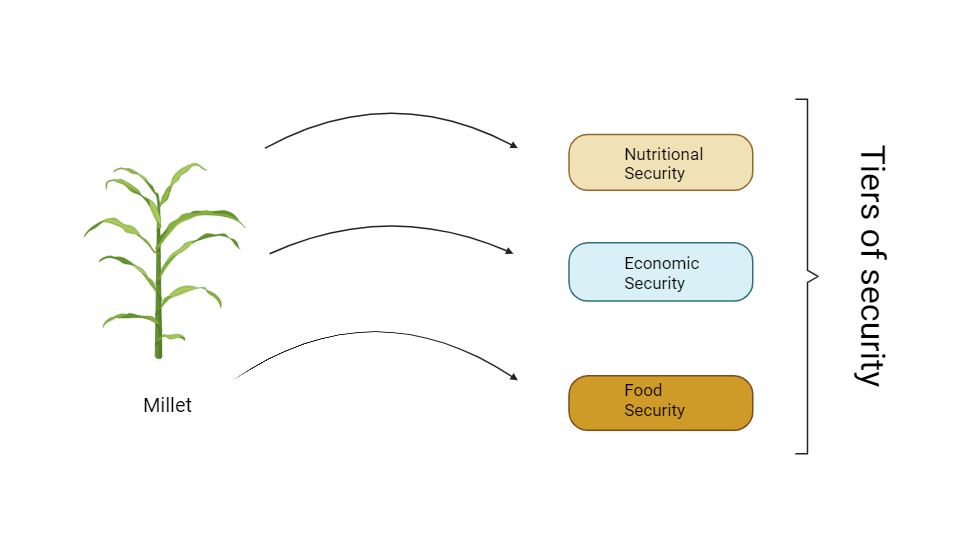 Nutritional
Security
Economic
Security
Food
Security
Millet
Tiers of security